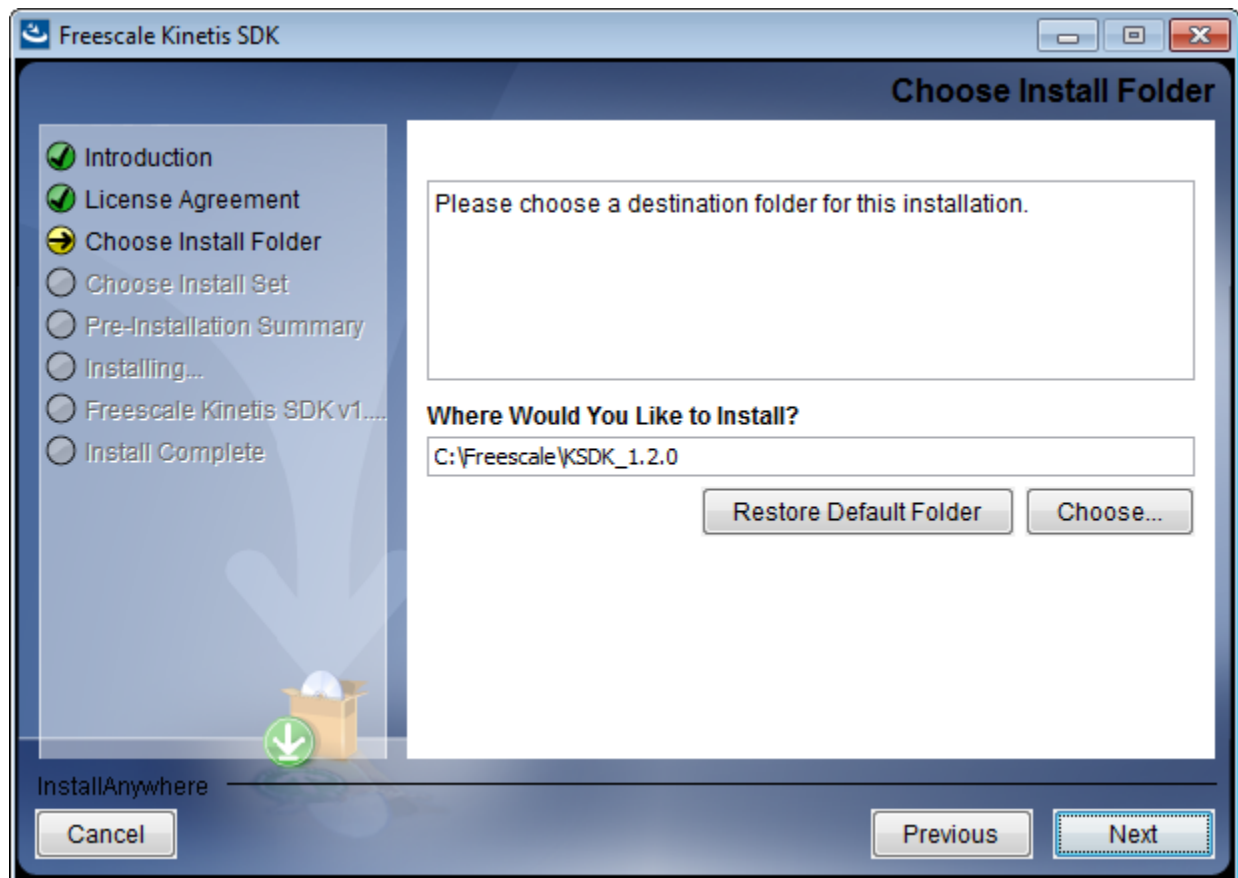 Freescale Kinetis SDK
Choose Install Folder
Introduction
License Agreement
Choose Install Folder
Choose Install Set
Pre-Installation Summary
Installing...
Freescale Kinetis SDK v1....
Install Complete
Please choose a destination folder for this installation.
Where Would You Like to Install?
C:\Freescale\KSDK_1.2.0
Restore Default Folder
Choose...
InstallAnywhere
Cancel
Previous
Next